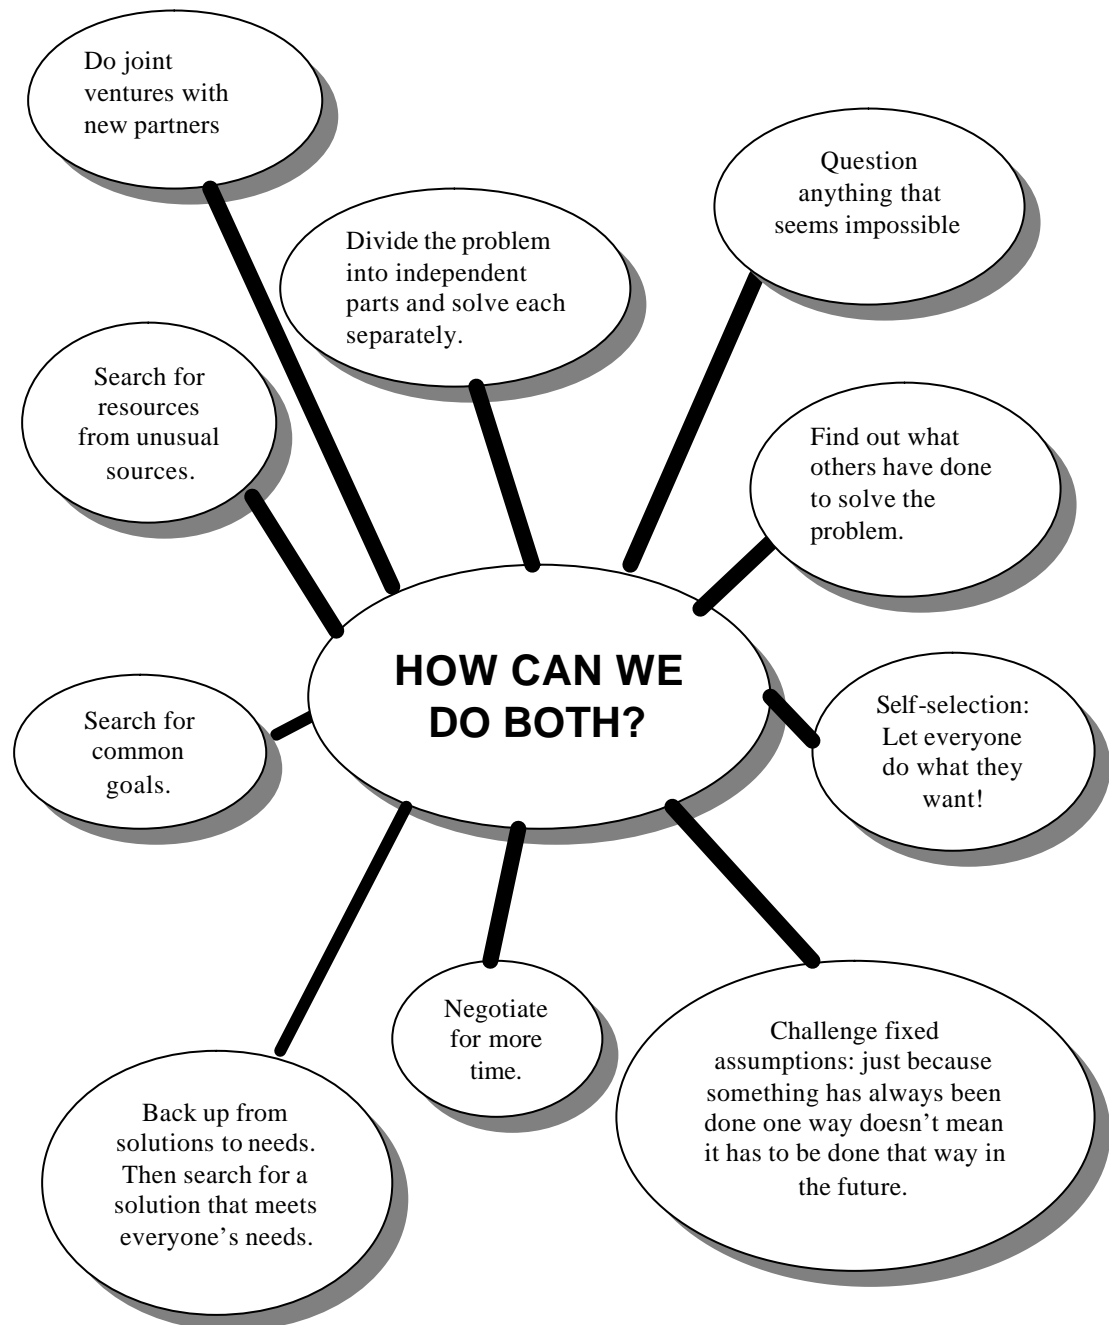 Do joint
ventures with
new partners
Question
anything that
seems impossible
Divide the problem
into independent
parts and solve each
separately.
Search for
resources
from unusual
sources.
Find out what
others have done
to solve the
problem.
HOW CAN WE
DO BOTH?
Search for
common
goals.
Self-selection:
Let everyone
do what they
want!
Negotiate
for more
time.
Challenge fixed
assumptions: just because
something has always been
done one way doesn’t mean
it has to be done that way in
the future.
Back up from
solutions to needs.
Then search for a
solution that meets
everyone’s needs.